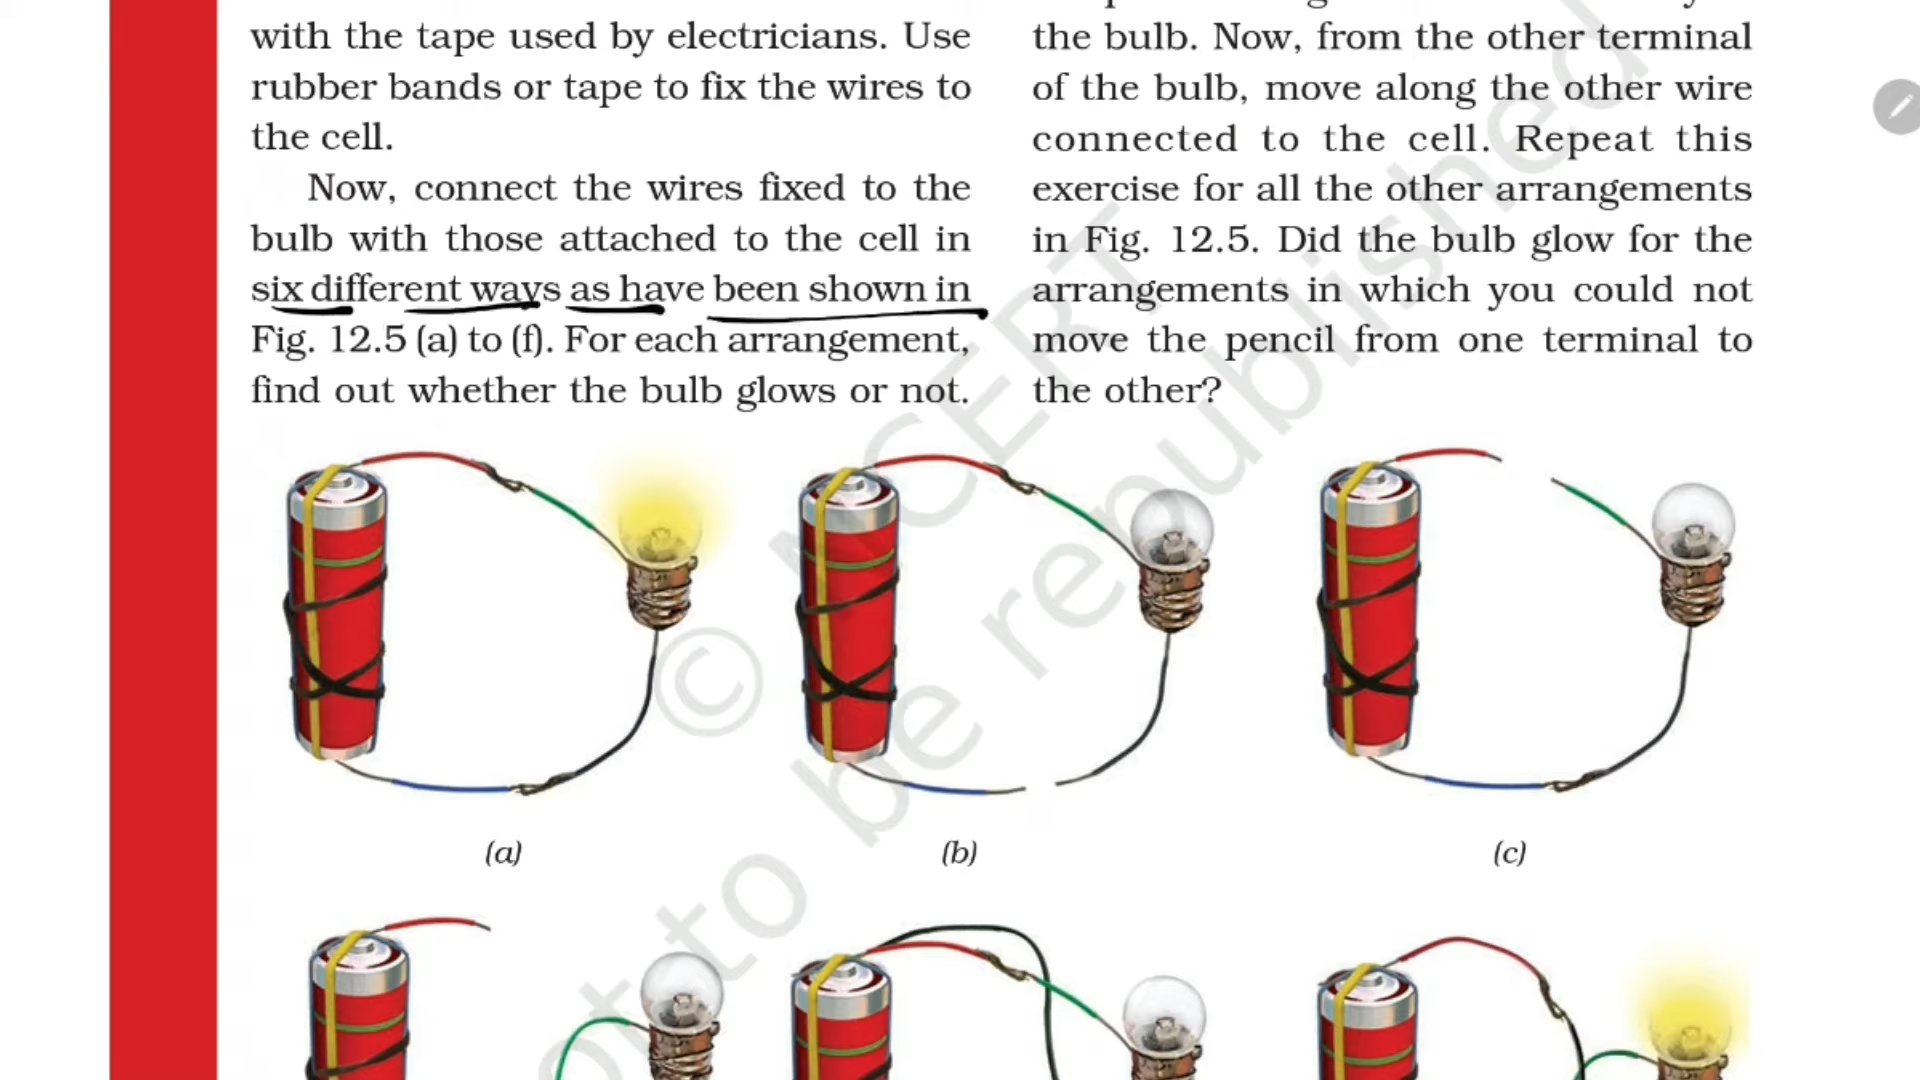 with the tape used by electricians. Use
rubber bands or tape to fix the wires to
the cell.
Now, connect the wires fixed to the
bulb with those attached to the cell in
six different ways as have been shown in
Fig. 12.5 (a) to (f). For each arrangement,
find out whether the bulb glows or not.
the bulb. Now, from the other terminal
of the bulb, move along the other wire
connected to the cell. Repeat this
exercise for all the other arrangements
in Fig. 12.5. Did the bulb glow for the
arrangements in which you could not
move the pencil from one terminal to
the other?
(a)
(b)
(c)
© NCERT
not to be republished